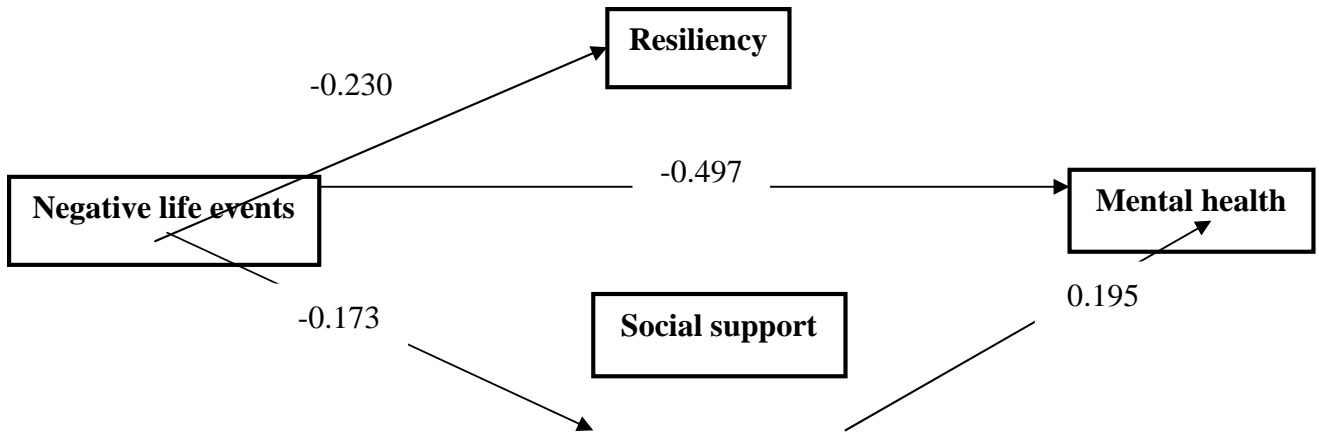 Resiliency
-0.230
-0.497
Negative life events
Mental health
-0.173
Social support
0.195